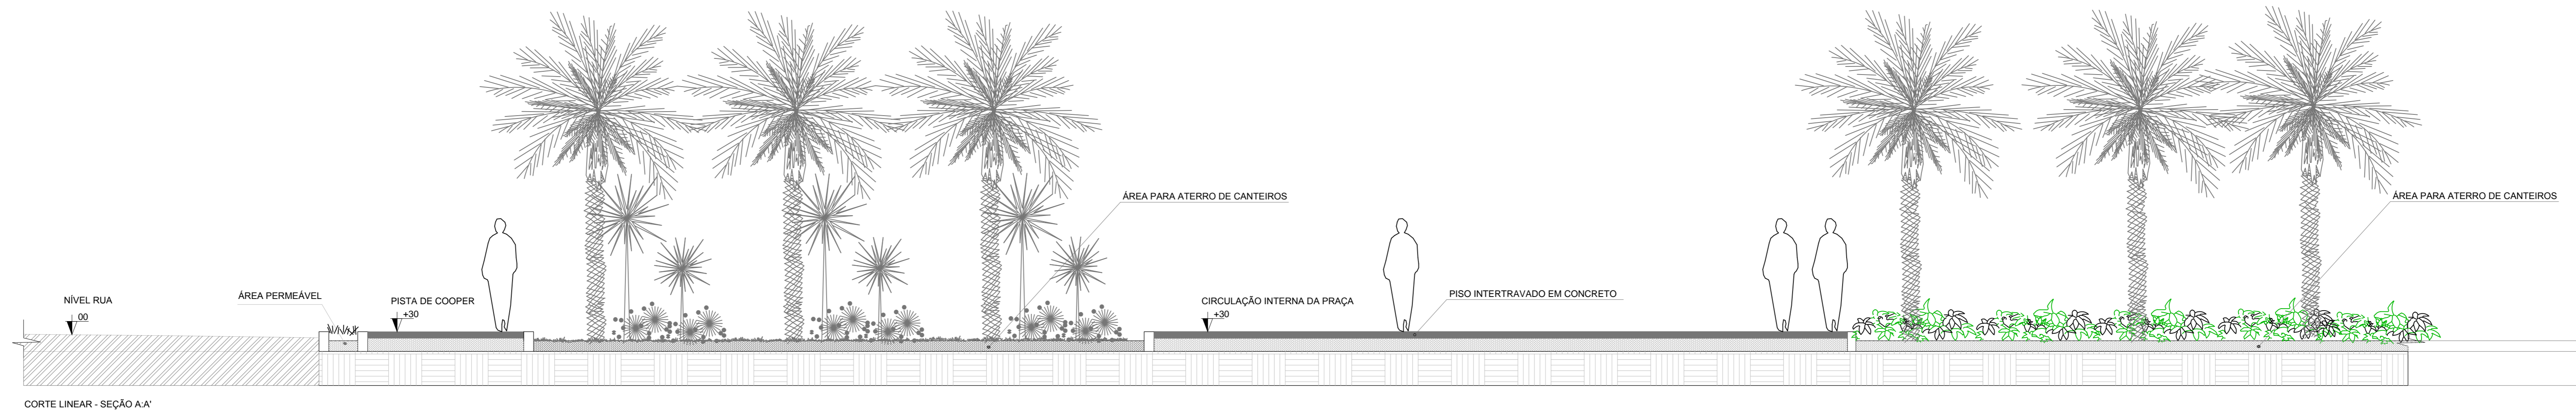 ÁREA PARA ATERRO DE CANTEIROS
ÁREA PARA ATERRO DE CANTEIROS
NÍVEL RUA
00
ÁREA PERMEÁVEL
PISTA DE COOPER
+30
CIRCULAÇÃO INTERNA DA PRAÇA
+30
PISO INTERTRAVADO EM CONCRETO
CORTE LINEAR - SEÇÃO A:A'